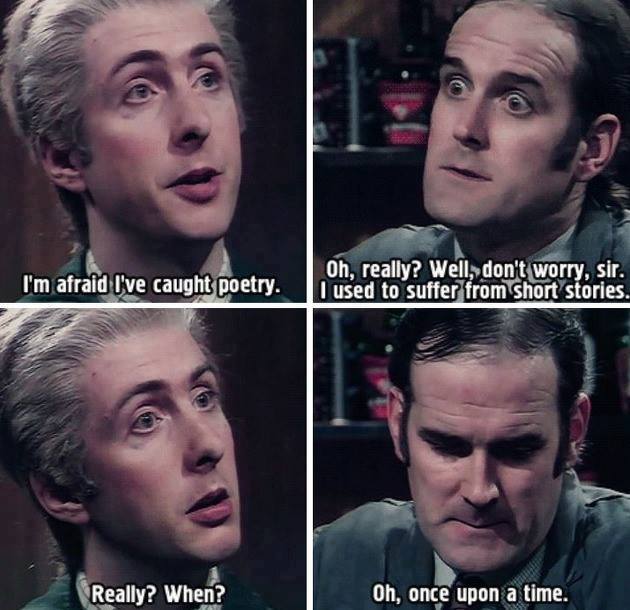 I'm afraid I've caught poetry.
Oh, really? Well, don't worry, sir.
I used to suffer from short stories.
Really? When?
Oh, once upon a time.